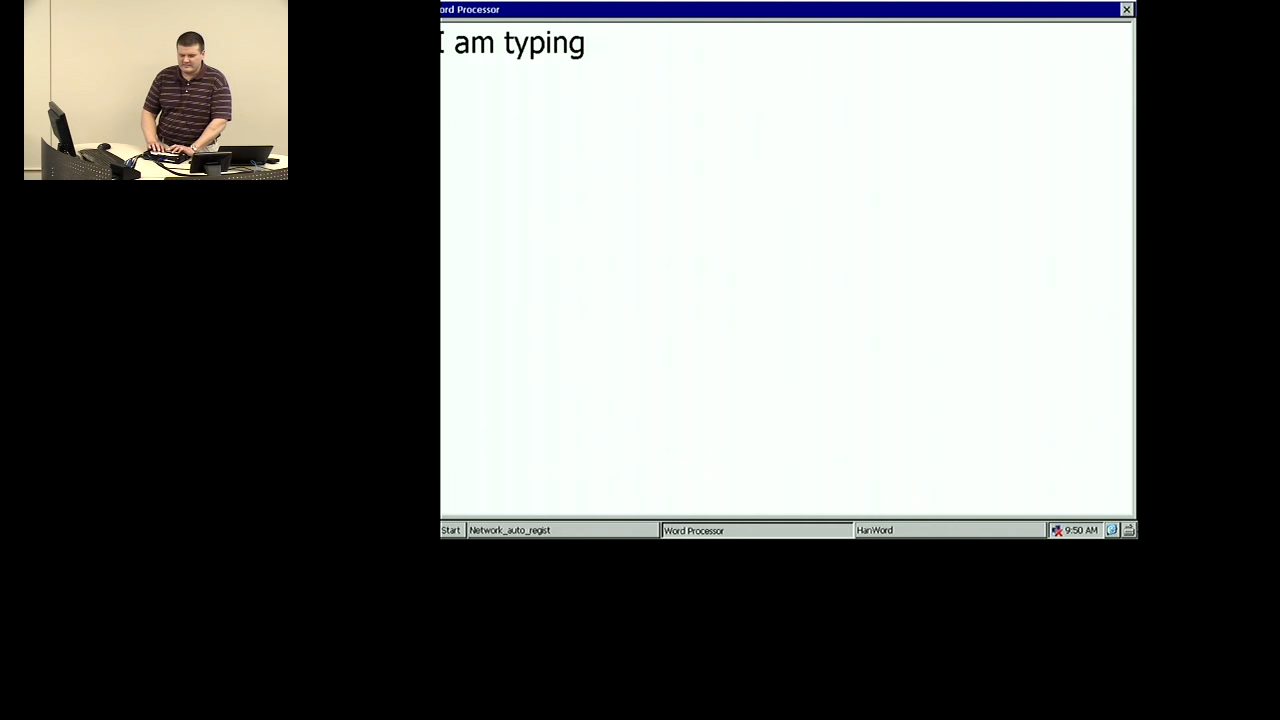 ord Processor
I am typing
Start
Network_auto_regist
Word Processor
HanWord
9:50 AM